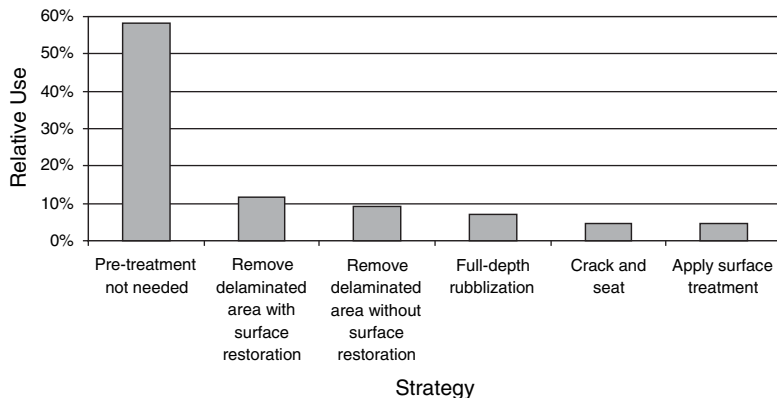 60%
50%
40%
30%
20%
10%
0%
Relative Use
Pre-treatment
not needed
Remove
delaminated
area with
surface
restoration
Remove
delaminated
area without
surface
restoration
Full-depth
rubblization
Crack and
seat
Apply surface
treatment
Strategy